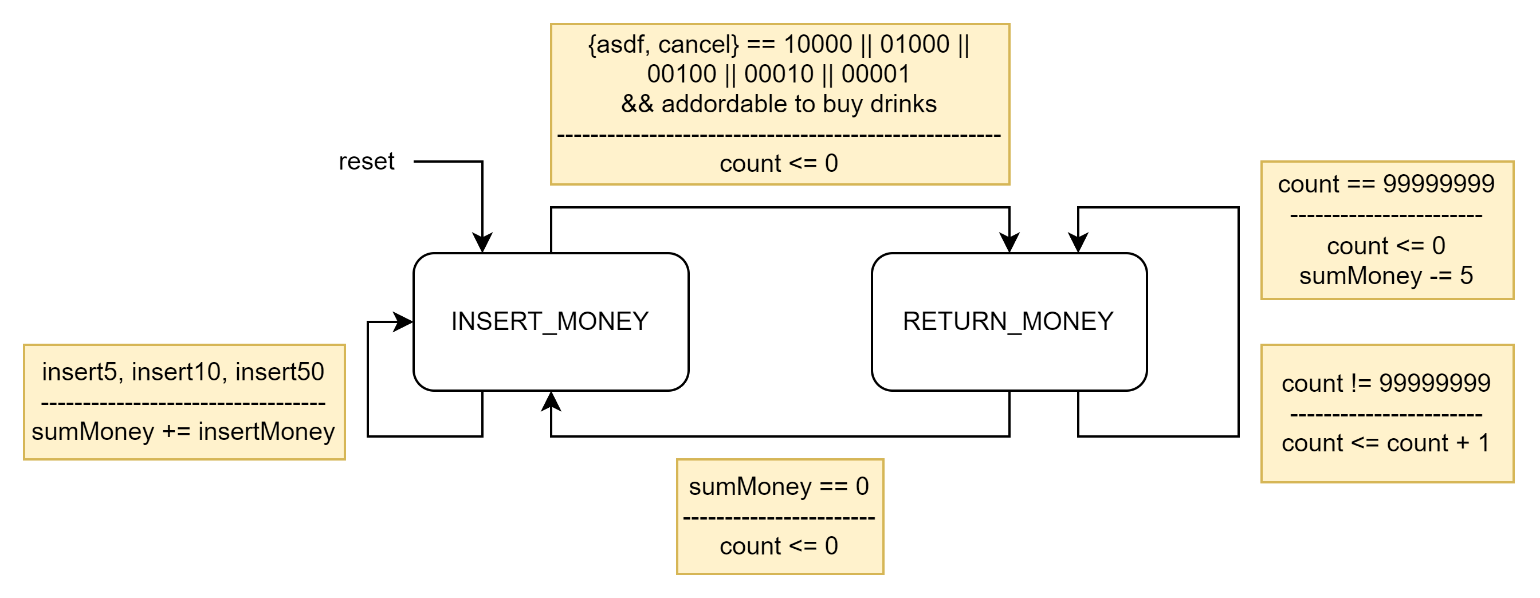 {asdf, cancel} == 10000 || 01000 ||
00100 || 00010 || 00001
&& addordable to buy drinks
------------------------------------------------------
count <= 0
reset
count == 99999999
-----------------------
count <= 0
sumMoney -= 5
INSERT_MONEY
RETURN_MONEY
insert5, insert10, insert50
----------------------------------
sumMoney += insertMoney
count != 99999999
-----------------------
count <= count + 1
sumMoney == 0
-----------------------
count <= 0